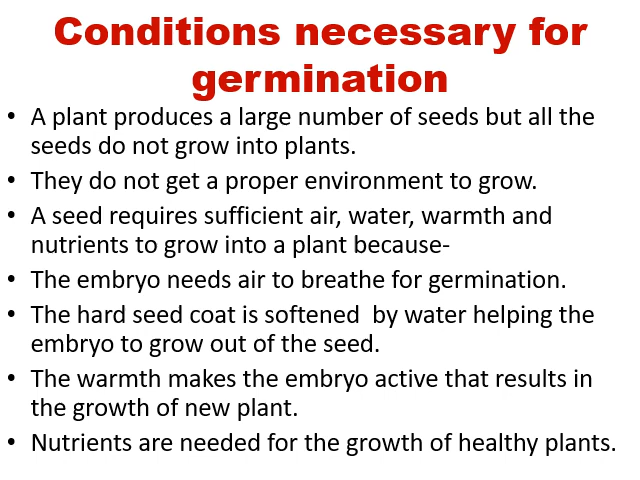 Conditions necessary for
germination
• A plant produces a large number of seeds but all the
seeds do not grow into plants.
• They do not get a proper environment to grow.
• A seed requires sufficient air, water, warmth and
nutrients to grow into a plant because-
• The embryo needs air to breathe for germination.
• The hard seed coat is softened  by water helping the
embryo to grow out of the seed.
• The warmth makes the embryo active that results in
the growth of new plant.
• Nutrients are needed for the growth of healthy plants.